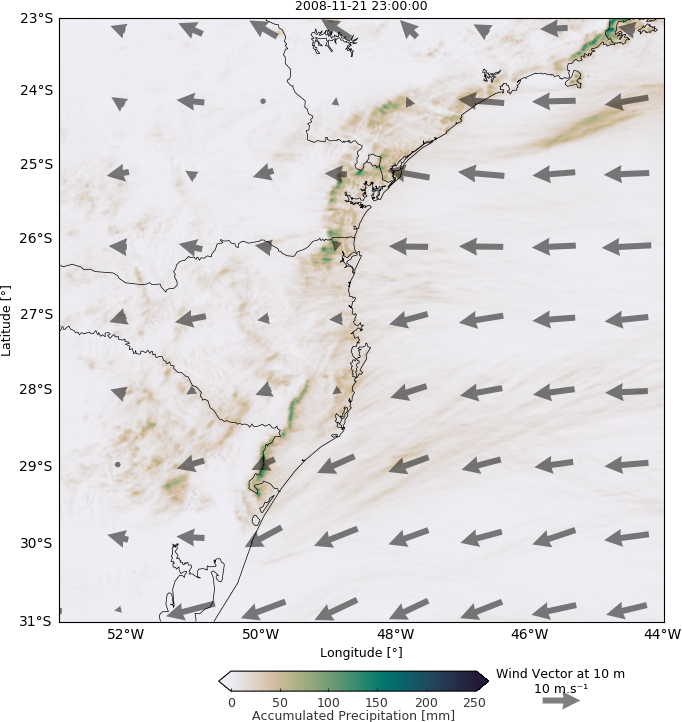 2008-11-21 23:00:00
23°S
24°S
25°S
26°S
27°S
28°S
29°S
30°S
31°S
Latitude [°]
52°W 50°W 48°W 46°W 44°W
Longitude [°]
0 50 100 150 200 250
Accumulated Precipitation [mm]
Wind Vector at 10 m
10 m.s⁻¹